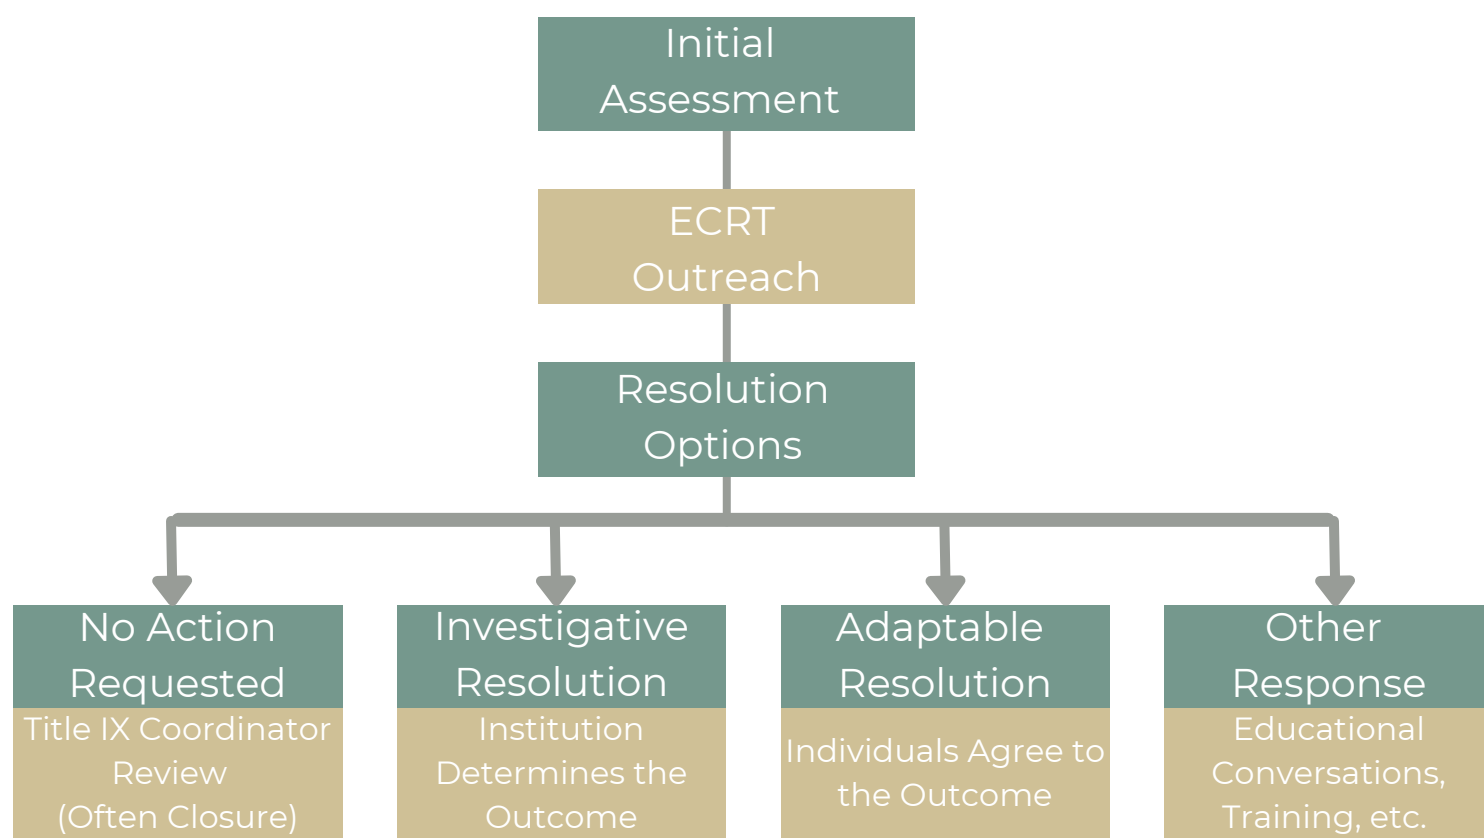 Initial
Assessment
ECRT
Outreach
Resolution
Options
No Action
Requested
Title IX Coordinator
Review
(Often Closure)
Investigative
Resolution
Institution
Determines the
Outcome
Adaptable
Resolution
Individuals Agree to
the Outcome
Other
Response
Educational
Conversations,
Training, etc.